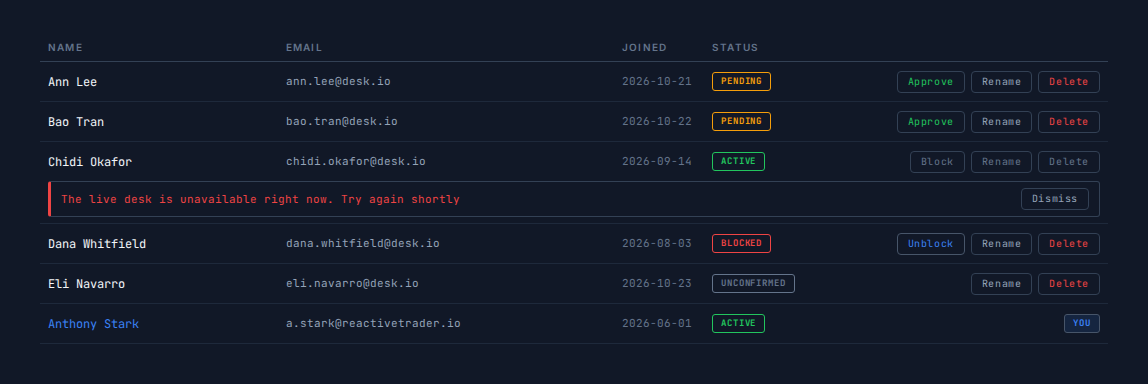 NAME EMAIL JOINED STATUS
Ann Lee ann.lee@desk.io 2026-10-21 PENDING Approve Rename Delete
Bao Tran bao.tran@desk.io 2026-10-22 PENDING Approve Rename Delete
Chidi Okafor chidi.okafor@desk.io 2026-09-14 ACTIVE Block Rename Delete
The live desk is unavailable right now. Try again shortly Dismiss
Dana Whitfield dana.whitfield@desk.io 2026-08-03 BLOCKED Unblock Rename Delete
Eli Navarro eli.navarro@desk.io 2026-10-23 UNCONFIRMED Rename Delete
Anthony Stark a.stark@reactivetrader.io 2026-06-01 ACTIVE YOU